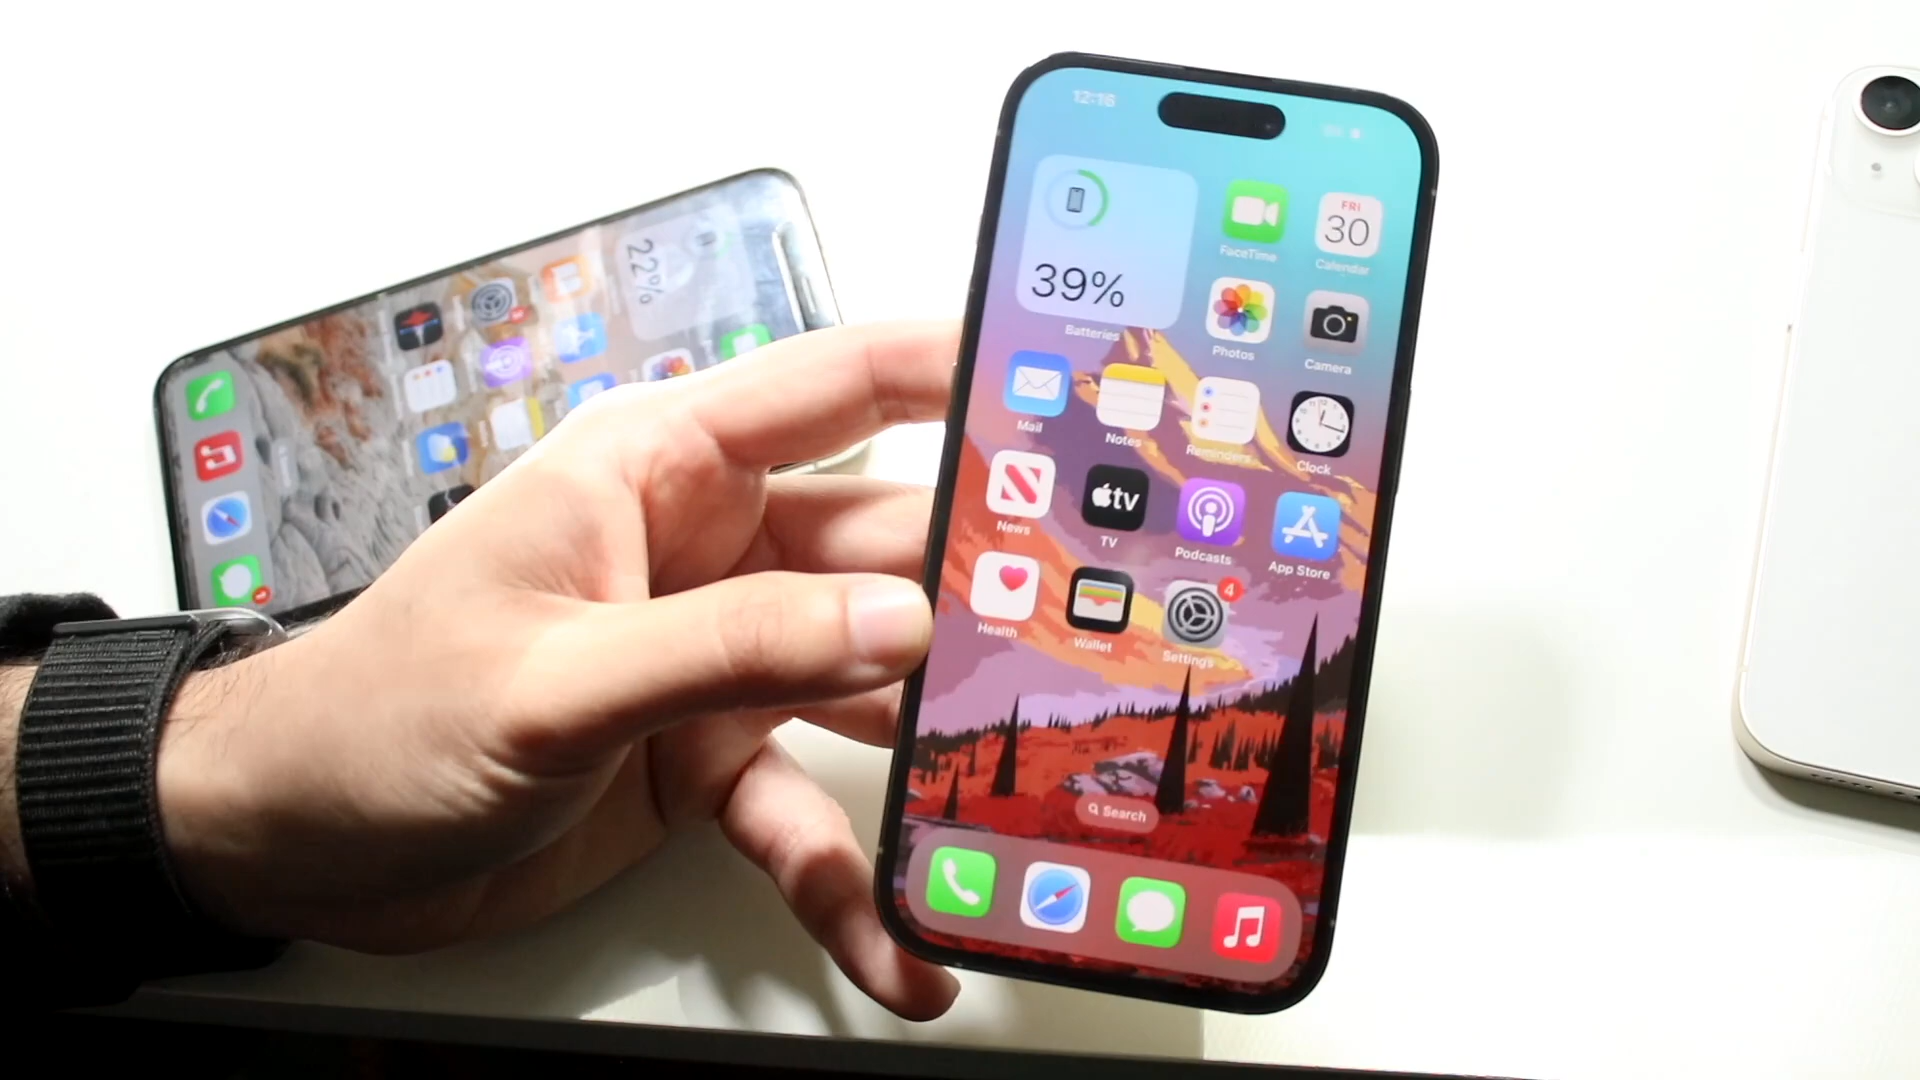 12:16
39%
Batteries
FaceTime
FRI
30
Calendar
Photos
Camera
Mail
Notes
Reminders
Clock
News
tv
TV
Podcasts
App Store
Health
Wallet
4
Settings
Search
22%